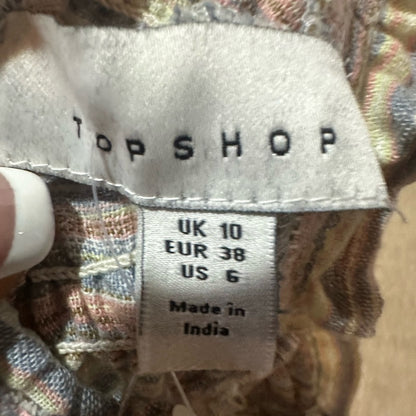 TOPSHOP
UK 10
EUR 38
US 6
Made in
India